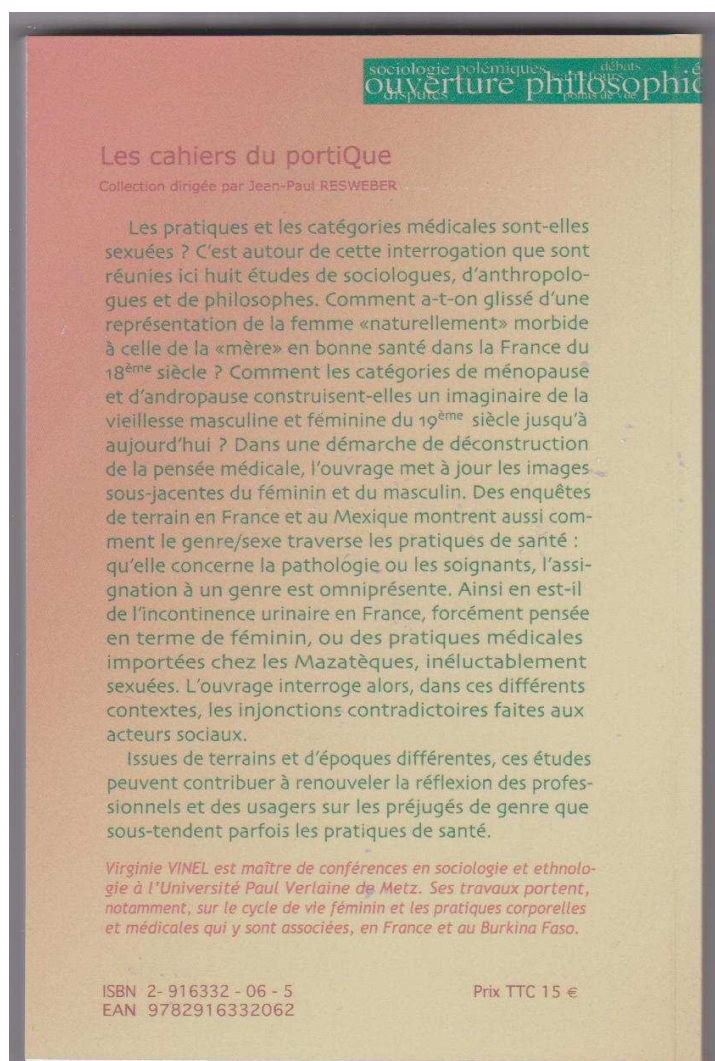 sociologie polémiques débats
ouverture philosophie
disputes points de vue
Les cahiers du portiQue
Collection dirigée par Jean-Paul RESWEBER
Les pratiques et les catégories médicales sont-elles
sexuées ? C'est autour de cette interrogation que sont
réunies ici huit études de sociologues, d'anthropolo-
gues et de philosophes. Comment a-t-on glissé d'une
représentation de la femme «naturellement» morbide
à celle de la «mère» en bonne santé dans la France du
18ème siècle ? Comment les catégories de ménopause
et d'andropause construisent-elles un imaginaire de la
vieillesse masculine et féminine du 19ème siècle jusqu'à
aujourd'hui ? Dans une démarche de déconstruction
de la pensée médicale, l'ouvrage met à jour les images
sous-jacentes du féminin et du masculin. Des enquêtes
de terrain en France et au Mexique montrent aussi com-
ment le genre/sexe traverse les pratiques de santé :
qu'elle concerne la pathologie ou les soignants, l'assi-
gnation à un genre est omniprésente. Ainsi en est-il
de l'incontinence urinaire en France, forcément pensée
en terme de féminin, ou des pratiques médicales
importées chez les Mazatèques, inéluctablement
sexuées. L'ouvrage interroge alors, dans ces différents
contextes, les injonctions contradictoires faites aux
acteurs sociaux.
Issues de terrains et d'époques différentes, ces études
peuvent contribuer à renouveler la réflexion des profes-
sionnels et des usagers sur les préjugés de genre que
sous-tendent parfois les pratiques de santé.
Virginie VINEL est maître de conférences en sociologie et ethnolo-
gie à l'Université Paul Verlaine de Metz. Ses travaux portent,
notamment, sur le cycle de vie féminin et les pratiques corporelles
et médicales qui y sont associées, en France et au Burkina Faso.
ISBN 2- 916332 - 06 - 5 Prix TTC 15 €
EAN 9782916332062